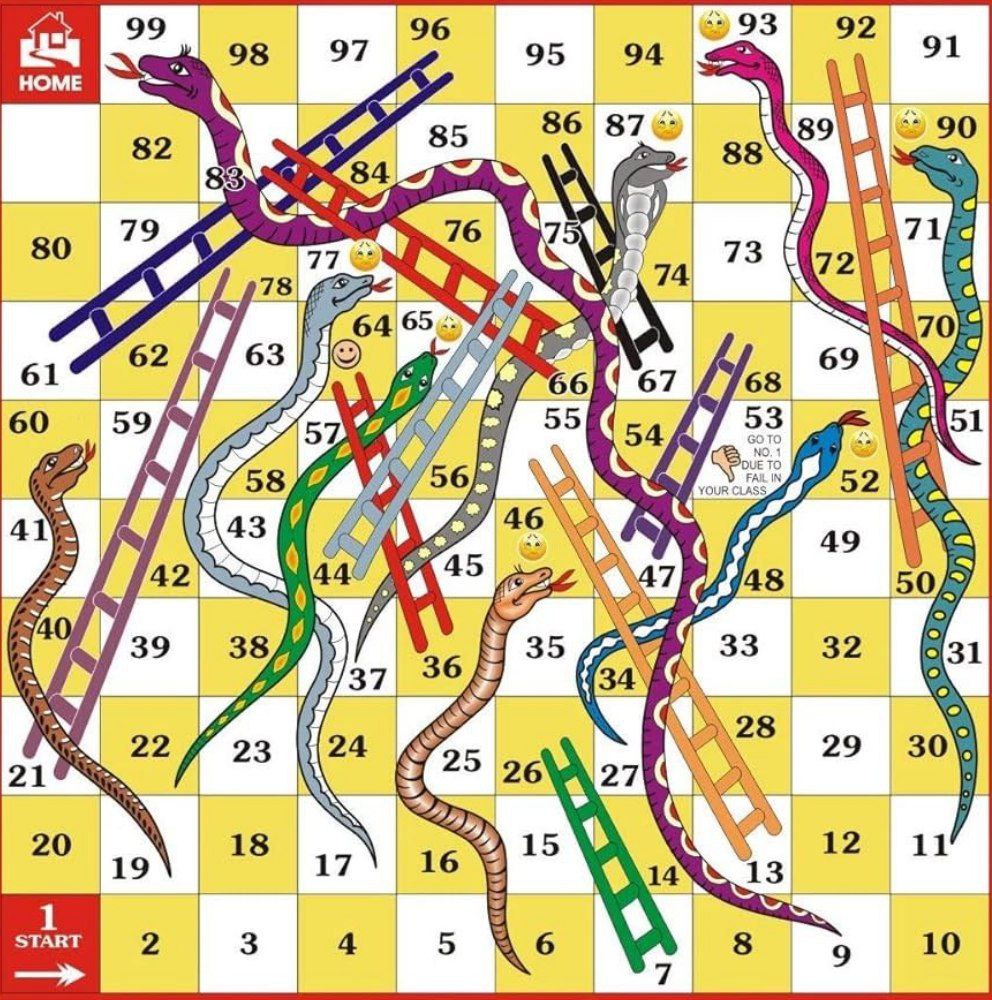 HOME 99 98 97 96 95 94 93 92 91
82 83 84 85 86 87 88 89 90
80 79 78 77 76 75 74 73 72 71
61 62 63 64 65 66 67 68 69 70
60 59 58 57 56 55 54 53 52 51
GO TO
NO. 1
DUE TO
FAIL IN
YOUR CLASS
41 42 43 44 45 46 47 48 49 50
40 39 38 37 36 35 34 33 32 31
21 22 23 24 25 26 27 28 29 30
20 19 18 17 16 15 14 13 12 11
1 2 3 4 5 6 7 8 9 10
START